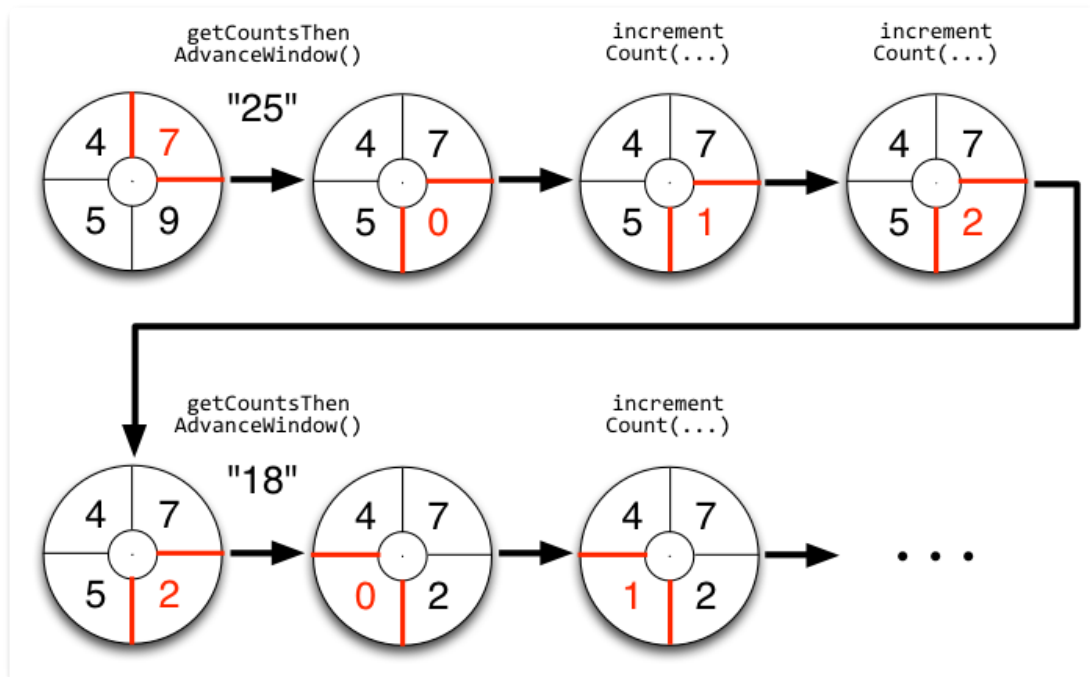 getCountsThen
AdvanceWindow()
increment
Count(...)
increment
Count(...)
"25"
4 7
4 7
4 7
4 7
5 9
5 0
5 1
5 2
getCountsThen
AdvanceWindow()
increment
Count(...)
"18"
4 7
4 7
4 7
5 2
0 2
1 2
...